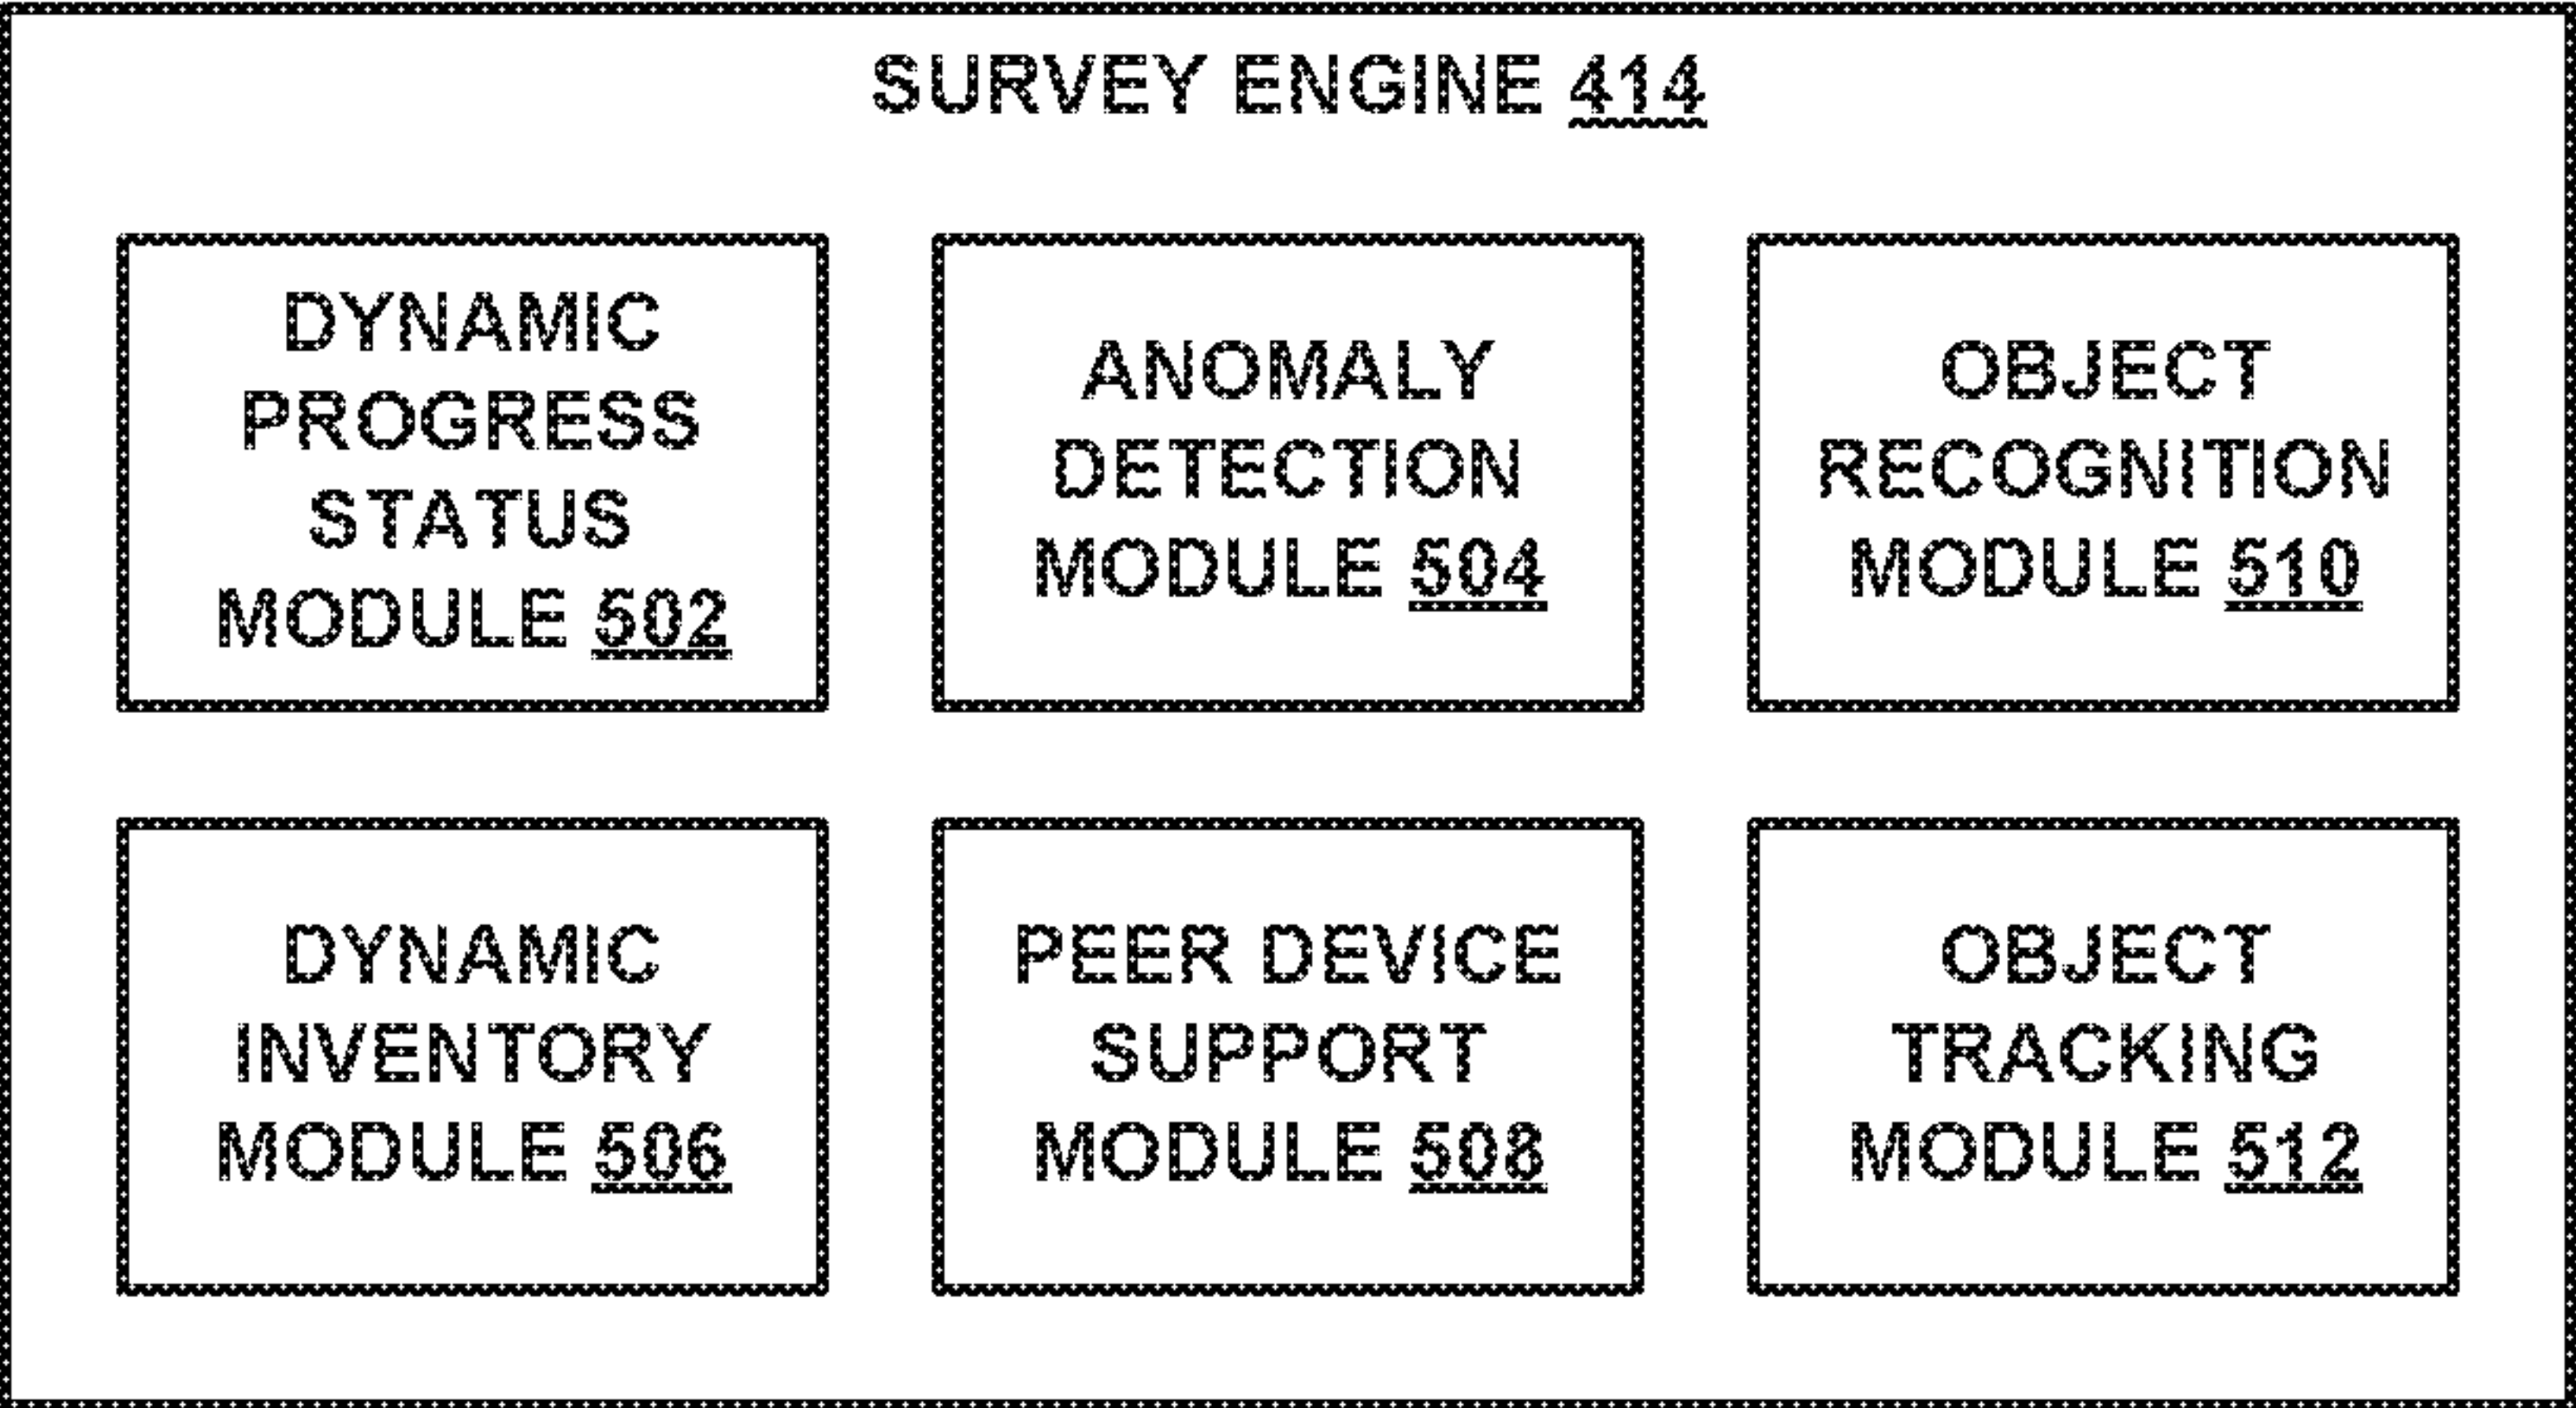 SURVEY ENGINE 414
DYNAMIC
PROGRESS
STATUS
MODULE 502
ANOMALY
DETECTION
MODULE 504
OBJECT
RECOGNITION
MODULE 510
DYNAMIC
INVENTORY
MODULE 506
PEER DEVICE
SUPPORT
MODULE 508
OBJECT
TRACKING
MODULE 512